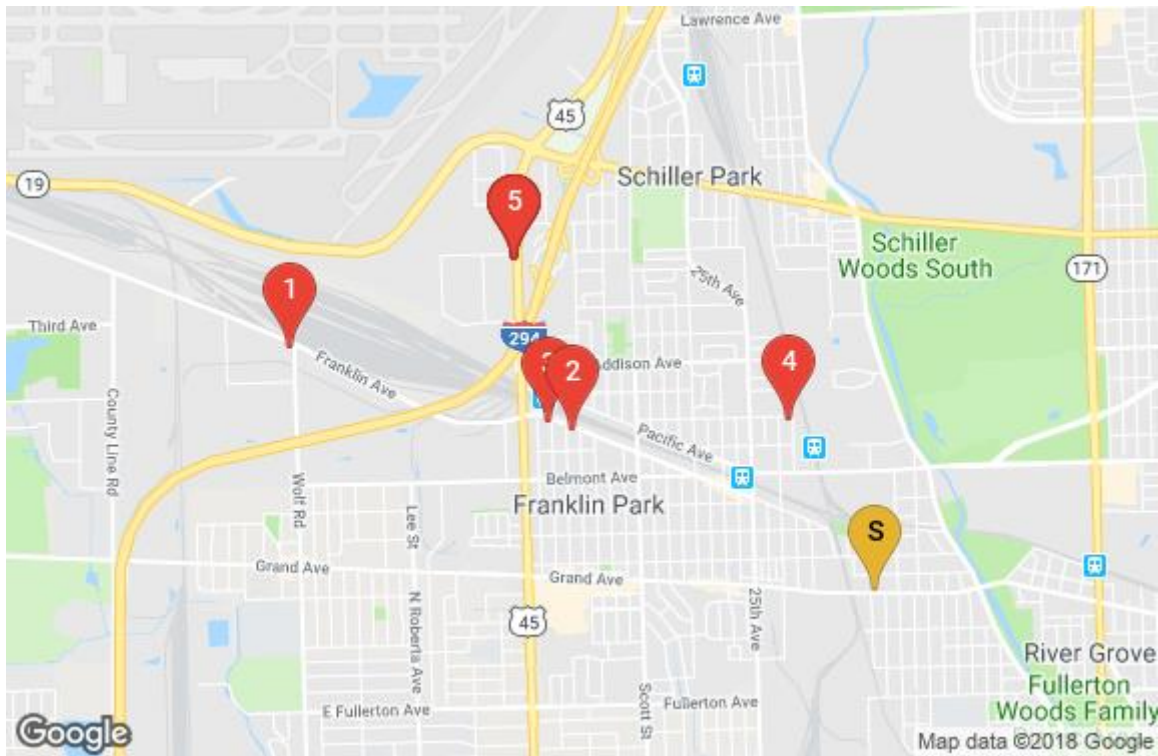 Lawrence Ave
45
Schiller Park
19
5
Schiller
Woods South
171
25th Ave
1
Third Ave
294
Franklin Ave
3
2
Addison Ave
4
County Line Rd
Pacific Ave
Belmont Ave
Wolf Rd
Franklin Park
Lee St
S
Grand Ave
Grand Ave
N Roberta Ave
25th Ave
45
River Grove
Scott St
Fullerton
Woods Family
E Fullerton Ave
Fullerton Ave
Google
Map data ©2018 Google